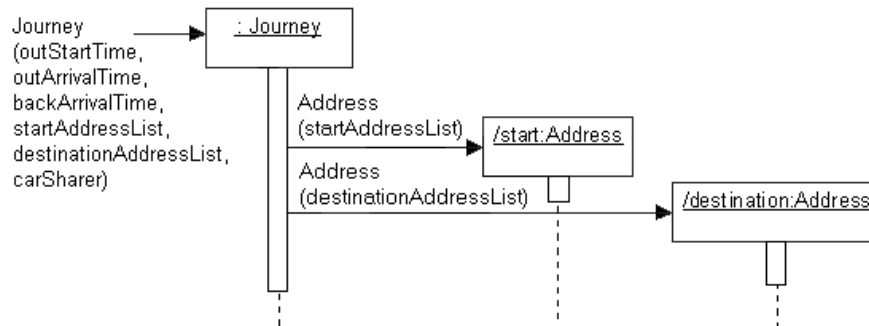 Journey
(outStartTime,
outArrivalTime,
backArrivalTime,
startAddressList,
destinationAddressList,
carSharer)
: Journey
Address
(startAddressList)
/start:Address
Address
(destinationAddressList)
/destination:Address